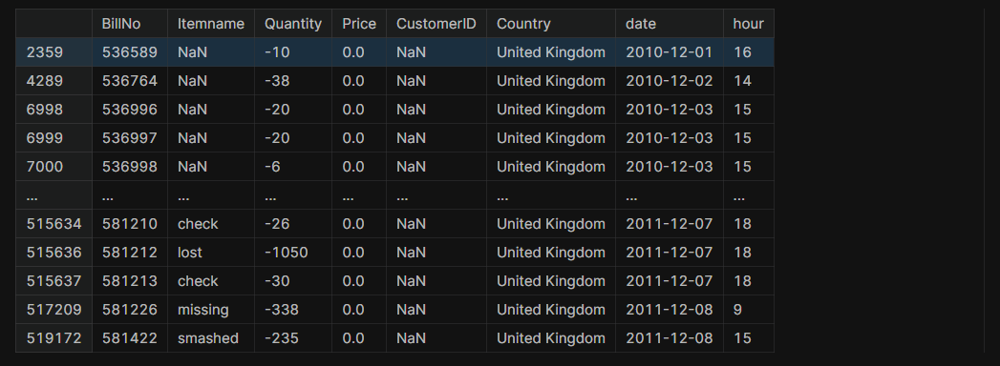 BillNo Itemname Quantity Price CustomerID Country date hour
2359 536589 NaN -10 0.0 NaN United Kingdom 2010-12-01 16
4289 536764 NaN -38 0.0 NaN United Kingdom 2010-12-02 14
6998 536996 NaN -20 0.0 NaN United Kingdom 2010-12-03 15
6999 536997 NaN -20 0.0 NaN United Kingdom 2010-12-03 15
7000 536998 NaN -6 0.0 NaN United Kingdom 2010-12-03 15
... ... ... ... ... ... ... ... ...
515634 581210 check -26 0.0 NaN United Kingdom 2011-12-07 18
515636 581212 lost -1050 0.0 NaN United Kingdom 2011-12-07 18
515637 581213 check -30 0.0 NaN United Kingdom 2011-12-07 18
517209 581226 missing -338 0.0 NaN United Kingdom 2011-12-08 9
519172 581422 smashed -235 0.0 NaN United Kingdom 2011-12-08 15